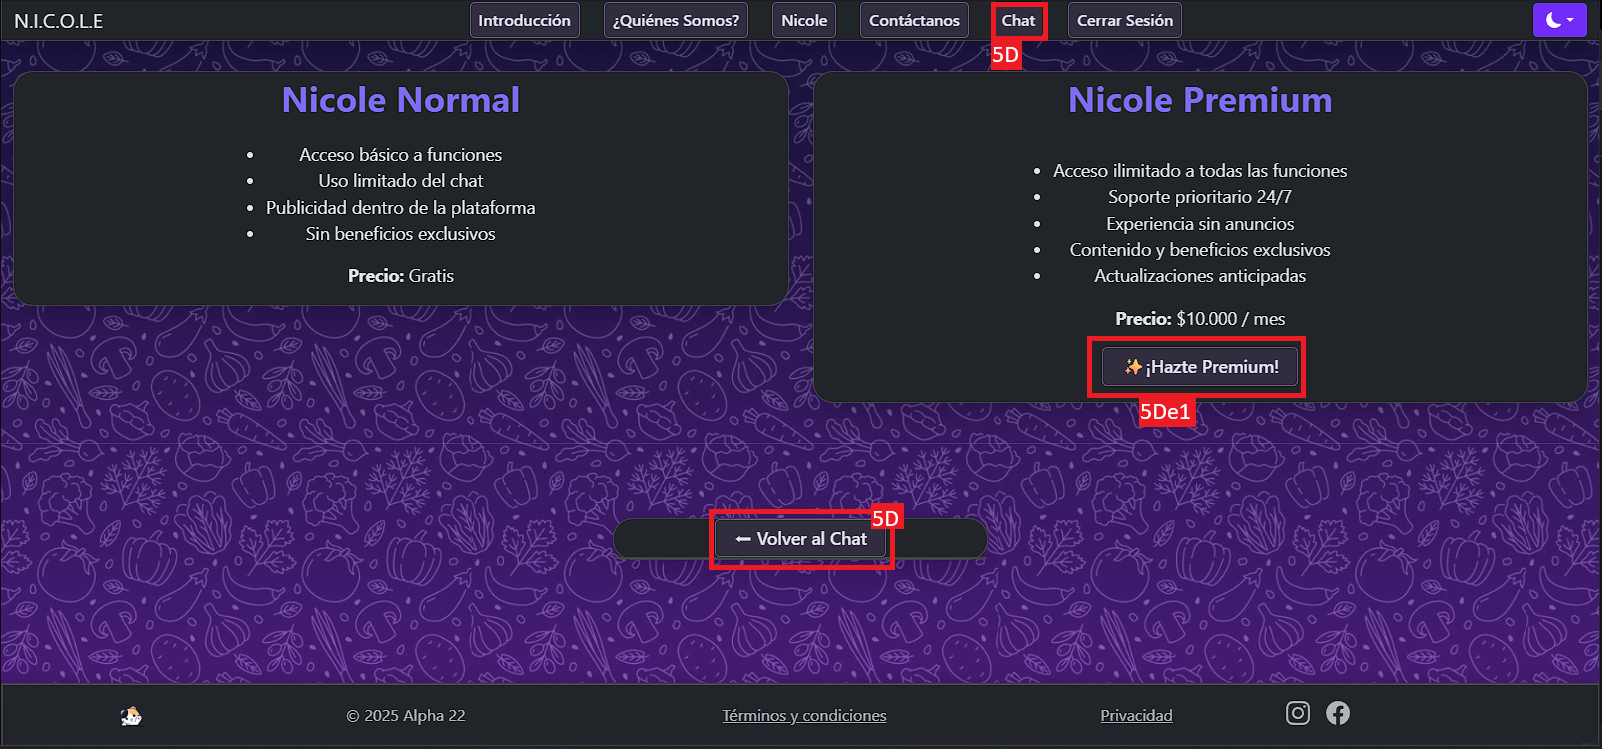 N.I.C.O.L.E
Introducción
¿Quiénes Somos?
Nicole
Contáctanos
Chat
Cerrar Sesión
5D
Nicole Normal
• Acceso básico a funciones
• Uso limitado del chat
• Publicidad dentro de la plataforma
• Sin beneficios exclusivos
Precio: Gratis
Nicole Premium
• Acceso ilimitado a todas las funciones
• Soporte prioritario 24/7
• Experiencia sin anuncios
• Contenido y beneficios exclusivos
• Actualizaciones anticipadas
Precio: $10.000 / mes
✨¡Hazte Premium!
5De1
5D
⬅ Volver al Chat
© 2025 Alpha 22
Términos y condiciones
Privacidad